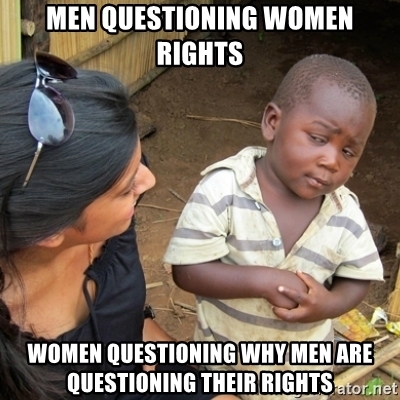 MEN QUESTIONING WOMEN
RIGHTS
WOMEN QUESTIONING WHY MEN ARE
QUESTIONING THEIR RIGHTS